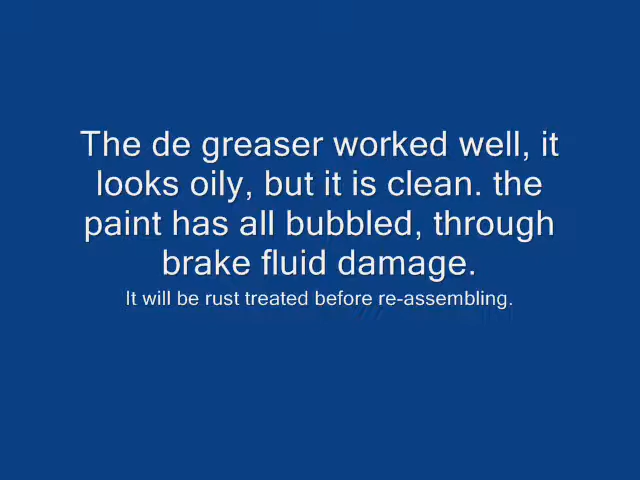 The de greaser worked well, it
looks oily, but it is clean. the
paint has all bubbled, through
brake fluid damage.
It will be rust treated before re-assembling.